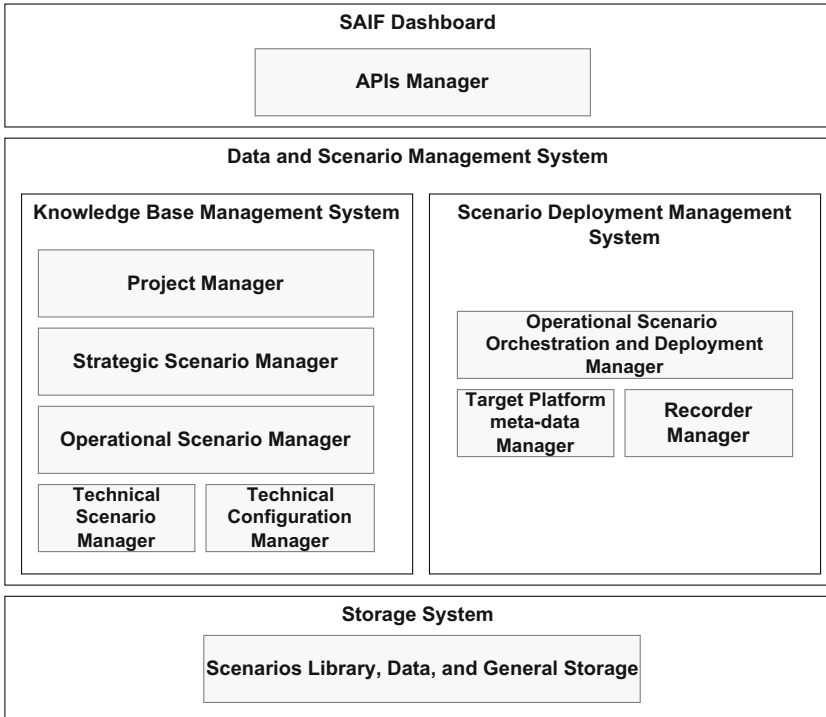 SAIF Dashboard
APIs Manager
Data and Scenario Management System
Knowledge Base Management System
Project Manager
Strategic Scenario Manager
Operational Scenario Manager
Technical
Scenario
Manager
Technical
Configuration
Manager
Scenario Deployment Management
System
Operational Scenario
Orchestration and Deployment
Manager
Target Platform
meta-data
Manager
Recorder
Manager
Storage System
Scenarios Library, Data, and General Storage